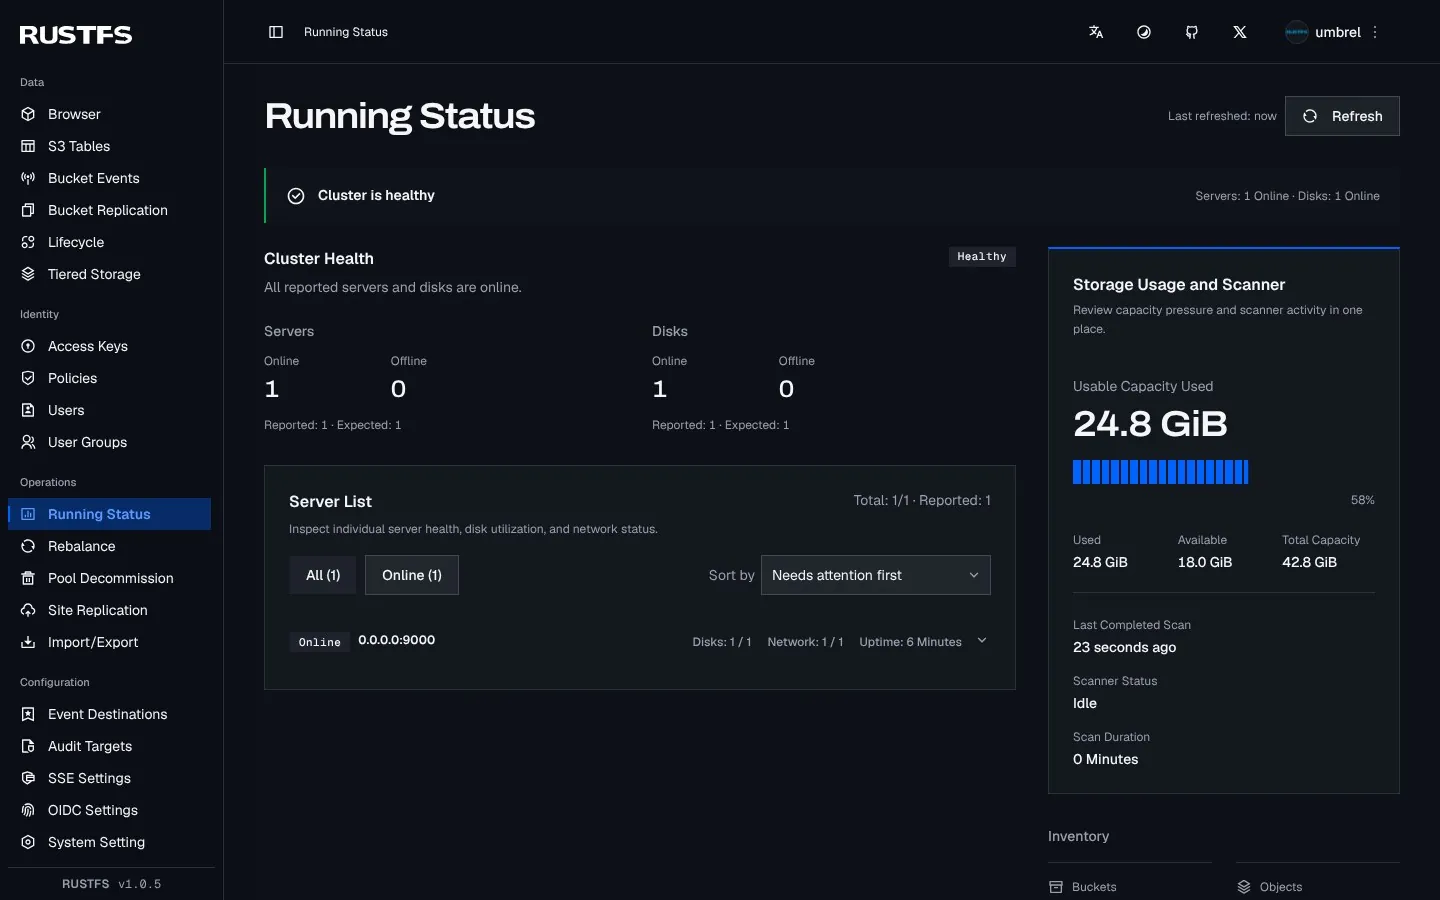 RUSTFS
Data
Browser
S3 Tables
Bucket Events
Bucket Replication
Lifecycle
Tiered Storage
Identity
Access Keys
Policies
Users
User Groups
Operations
Running Status
Rebalance
Pool Decommission
Site Replication
Import/Export
Configuration
Event Destinations
Audit Targets
SSE Settings
OIDC Settings
System Setting
RUSTFS v1.0.5
Running Status
RUSTFS
umbrel
Running Status
Last refreshed: now
Refresh
Cluster is healthy
Servers: 1 Online · Disks: 1 Online
Cluster Health
Healthy
All reported servers and disks are online.
Servers
Online Offline
1 0
Reported: 1 · Expected: 1
Disks
Online Offline
1 0
Reported: 1 · Expected: 1
Server List
Total: 1/1 · Reported: 1
Inspect individual server health, disk utilization, and network status.
All (1) Online (1)
Sort by Needs attention first
Online 0.0.0.0:9000 Disks: 1 / 1 Network: 1 / 1 Uptime: 6 Minutes
Storage Usage and Scanner
Review capacity pressure and scanner activity in one
place.
Usable Capacity Used
24.8 GiB
58%
Used Available Total Capacity
24.8 GiB 18.0 GiB 42.8 GiB
Last Completed Scan
23 seconds ago
Scanner Status
Idle
Scan Duration
0 Minutes
Inventory
Buckets Objects